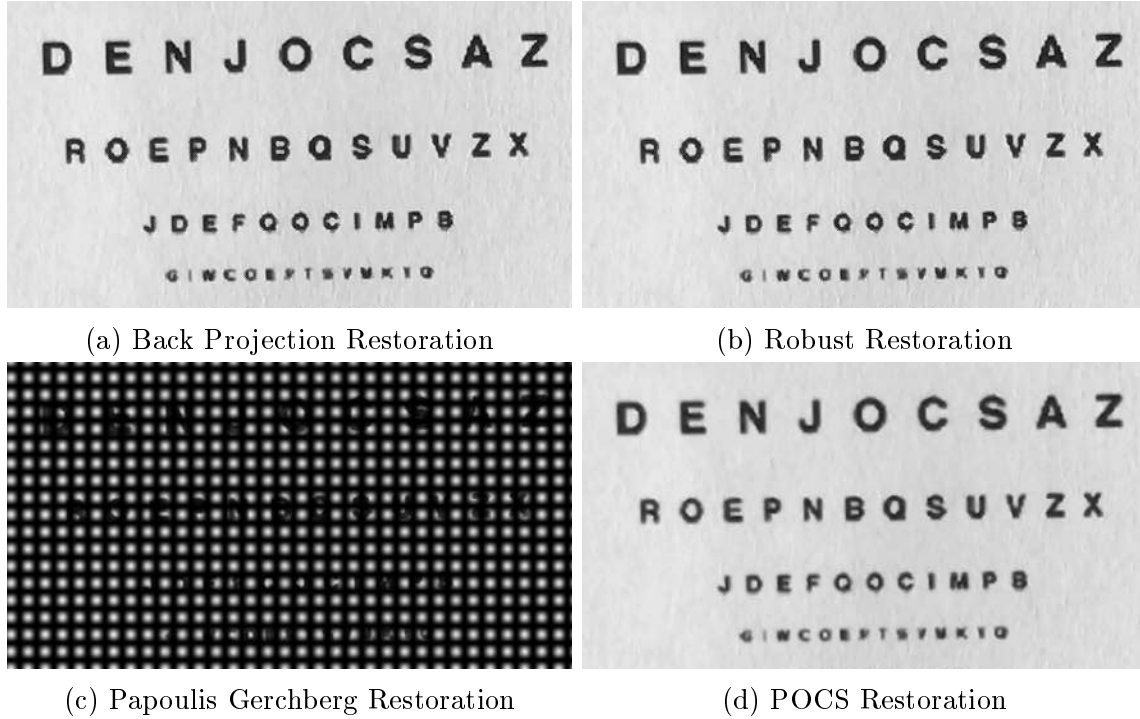 D E N J O C S A Z
R O E P N B Q S U V Z X
J D E F Q O C I M P B
G I W C O E
(a) Back Projection Restoration
D E N J O C S A Z
R O E P N B Q S U V Z X
J D E F Q O C I M P B
G I W C O E
(b) Robust Restoration
(c) Papoulis Gerchberg Restoration
D E N J O C S A Z
R O E P N B Q S U V Z X
J D E F Q O C I M P B
G I W C O E
(d) POCS Restoration